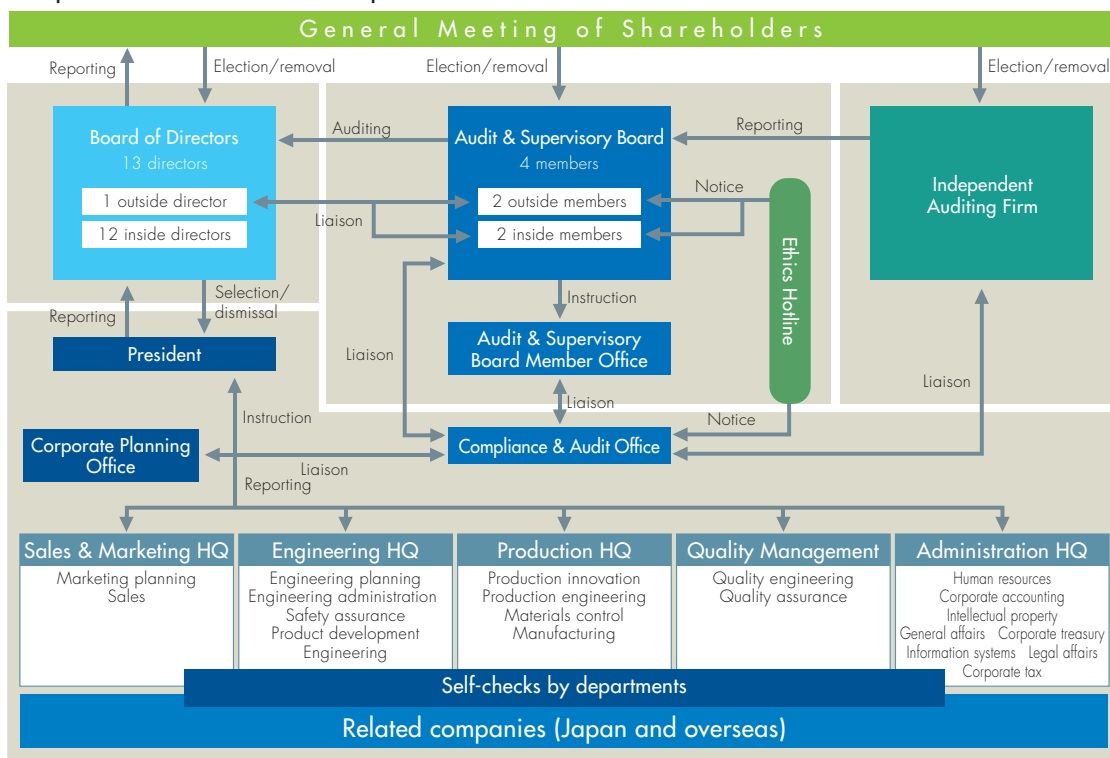 General Meeting of Shareholders
Reporting
Election/removal
Election/removal
Election/removal
Board of Directors
13 directors
1 outside director
12 inside directors
Auditing
Audit & Supervisory Board
4 members
2 outside members
2 inside members
Reporting
Independent
Auditing Firm
Liaison
Notice
Ethics Hotline
Selection/
dismissal
Reporting
President
Instruction
Audit & Supervisory
Board Member Office
Liaison
Liaison
Liaison
Instruction
Notice
Corporate Planning
Office
Compliance & Audit Office
Liaison
Reporting
Sales & Marketing HQ
Marketing planning
Sales
Engineering HQ
Engineering planning
Engineering administration
Safety assurance
Product development
Engineering
Production HQ
Production innovation
Production engineering
Materials control
Manufacturing
Quality Management
Quality engineering
Quality assurance
Administration HQ
Human resources
Corporate accounting
Intellectual property
General affairs Corporate treasury
Information systems Legal affairs
Corporate tax
Self-checks by departments
Related companies (Japan and overseas)